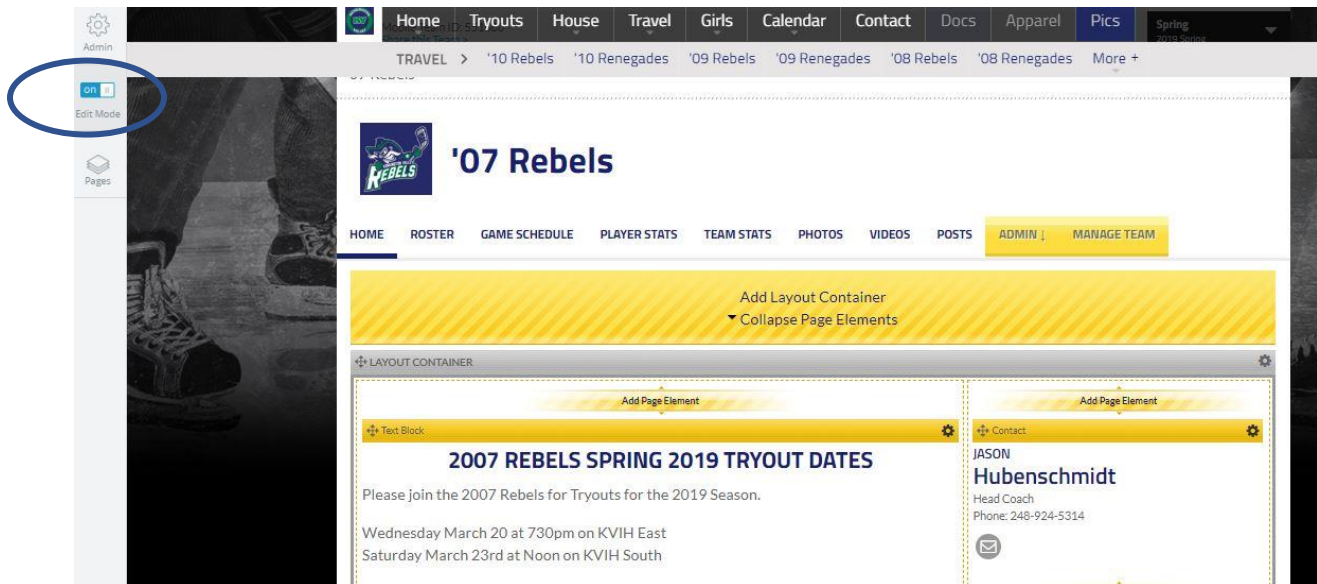 Admin
on
Edit Mode
Pages
Home Tryouts House Travel Girls Calendar Contact Docs Apparel Pics
Spring
2019 Spring
TRAVEL > '10 Rebels '10 Renegades '09 Rebels '09 Renegades '08 Rebels '08 Renegades More +
REBELS
'07 Rebels
HOME ROSTER GAME SCHEDULE PLAYER STATS TEAM STATS PHOTOS VIDEOS POSTS ADMIN ↓ MANAGE TEAM
Add Layout Container
Collapse Page Elements
LAYOUT CONTAINER
Add Page Element
Text Block
2007 REBELS SPRING 2019 TRYOUT DATES
Please join the 2007 Rebels for Tryouts for the 2019 Season.
Wednesday March 20 at 730pm on KVIH East
Saturday March 23rd at Noon on KVIH South
Add Page Element
Contact
JASON
Hubenschmidt
Head Coach
Phone: 248-924-5314